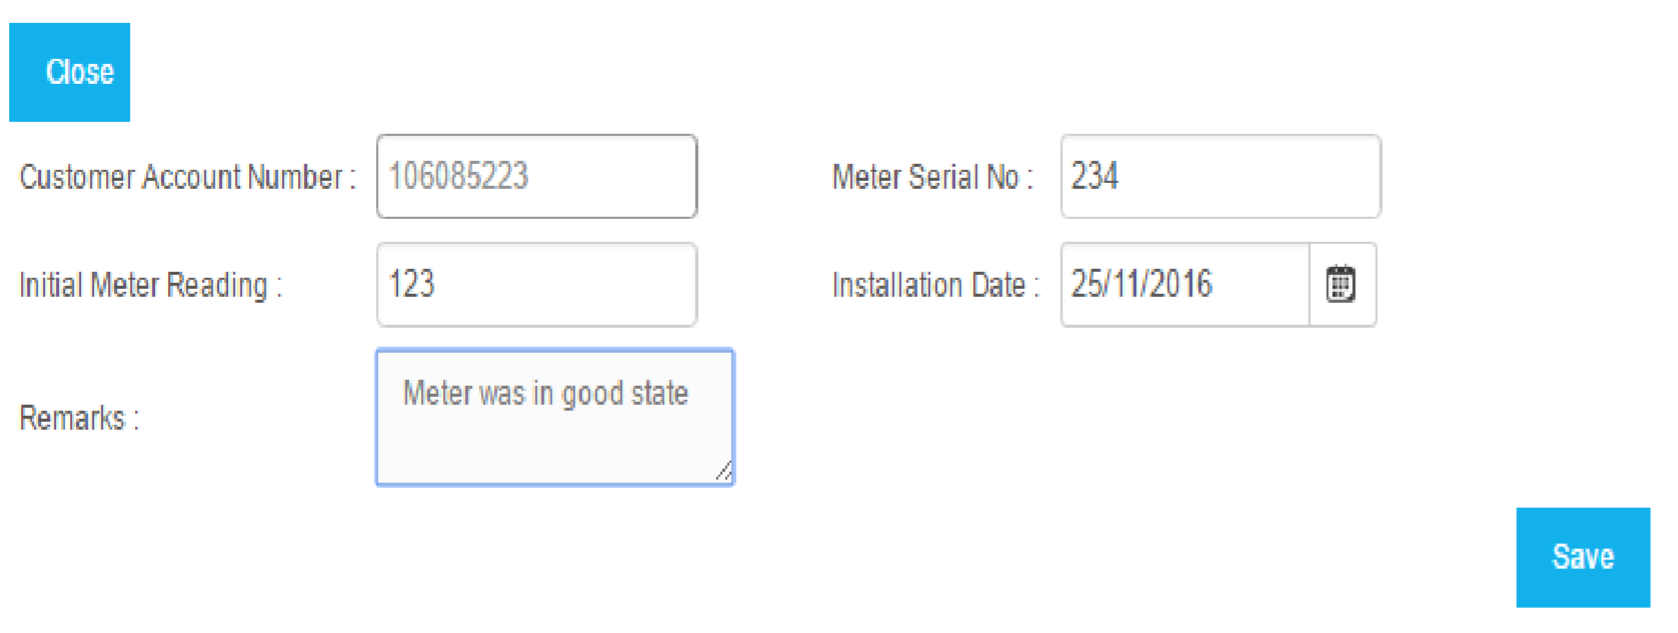 Close
Customer Account Number : 106085223 Meter Serial No : 234
Initial Meter Reading : 123 Installation Date : 25/11/2016
Remarks : Meter was in good state
Save